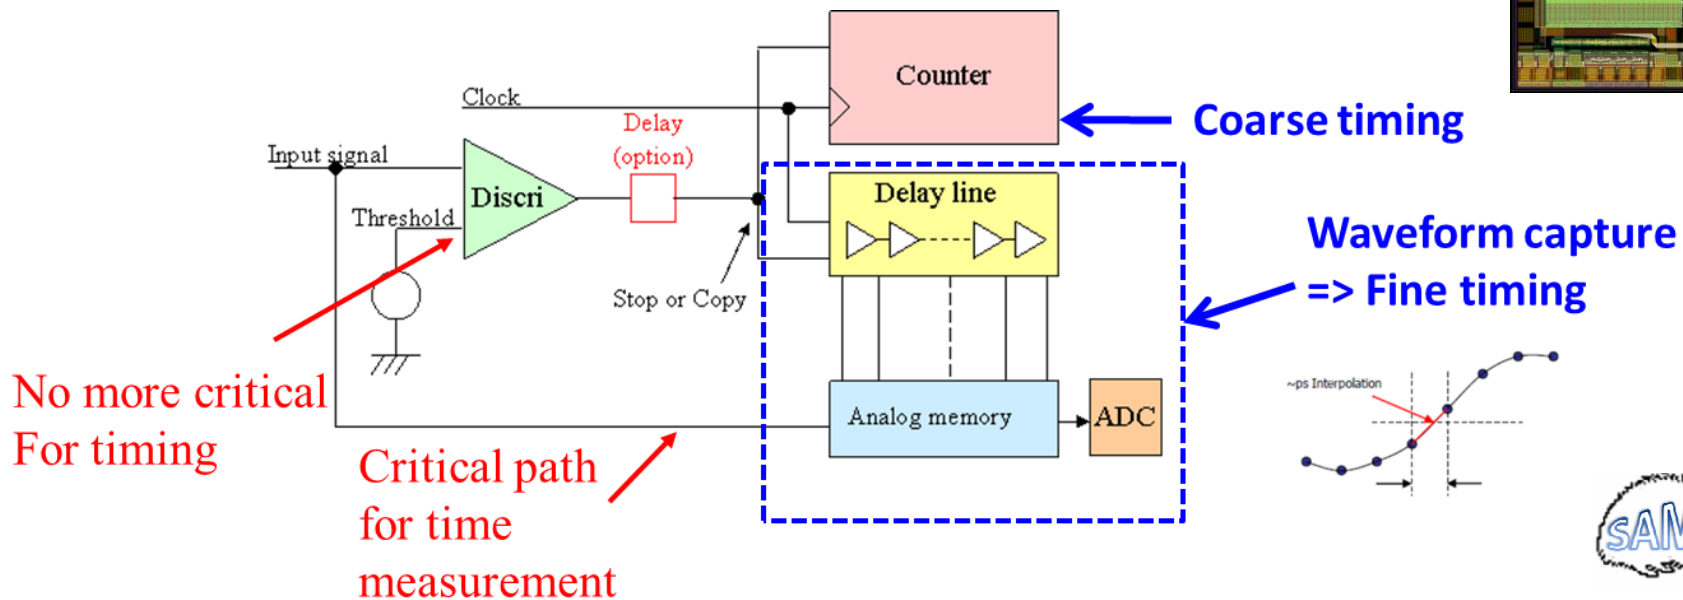 Counter
Clock
Coarse timing
Delay
(option)
Input signal
Discri
Delay line
Threshold
Waveform capture
=> Fine timing
Stop or Copy
~ps Interpolation
No more critical
For timing
Analog memory
ADC
Critical path
for time
measurement